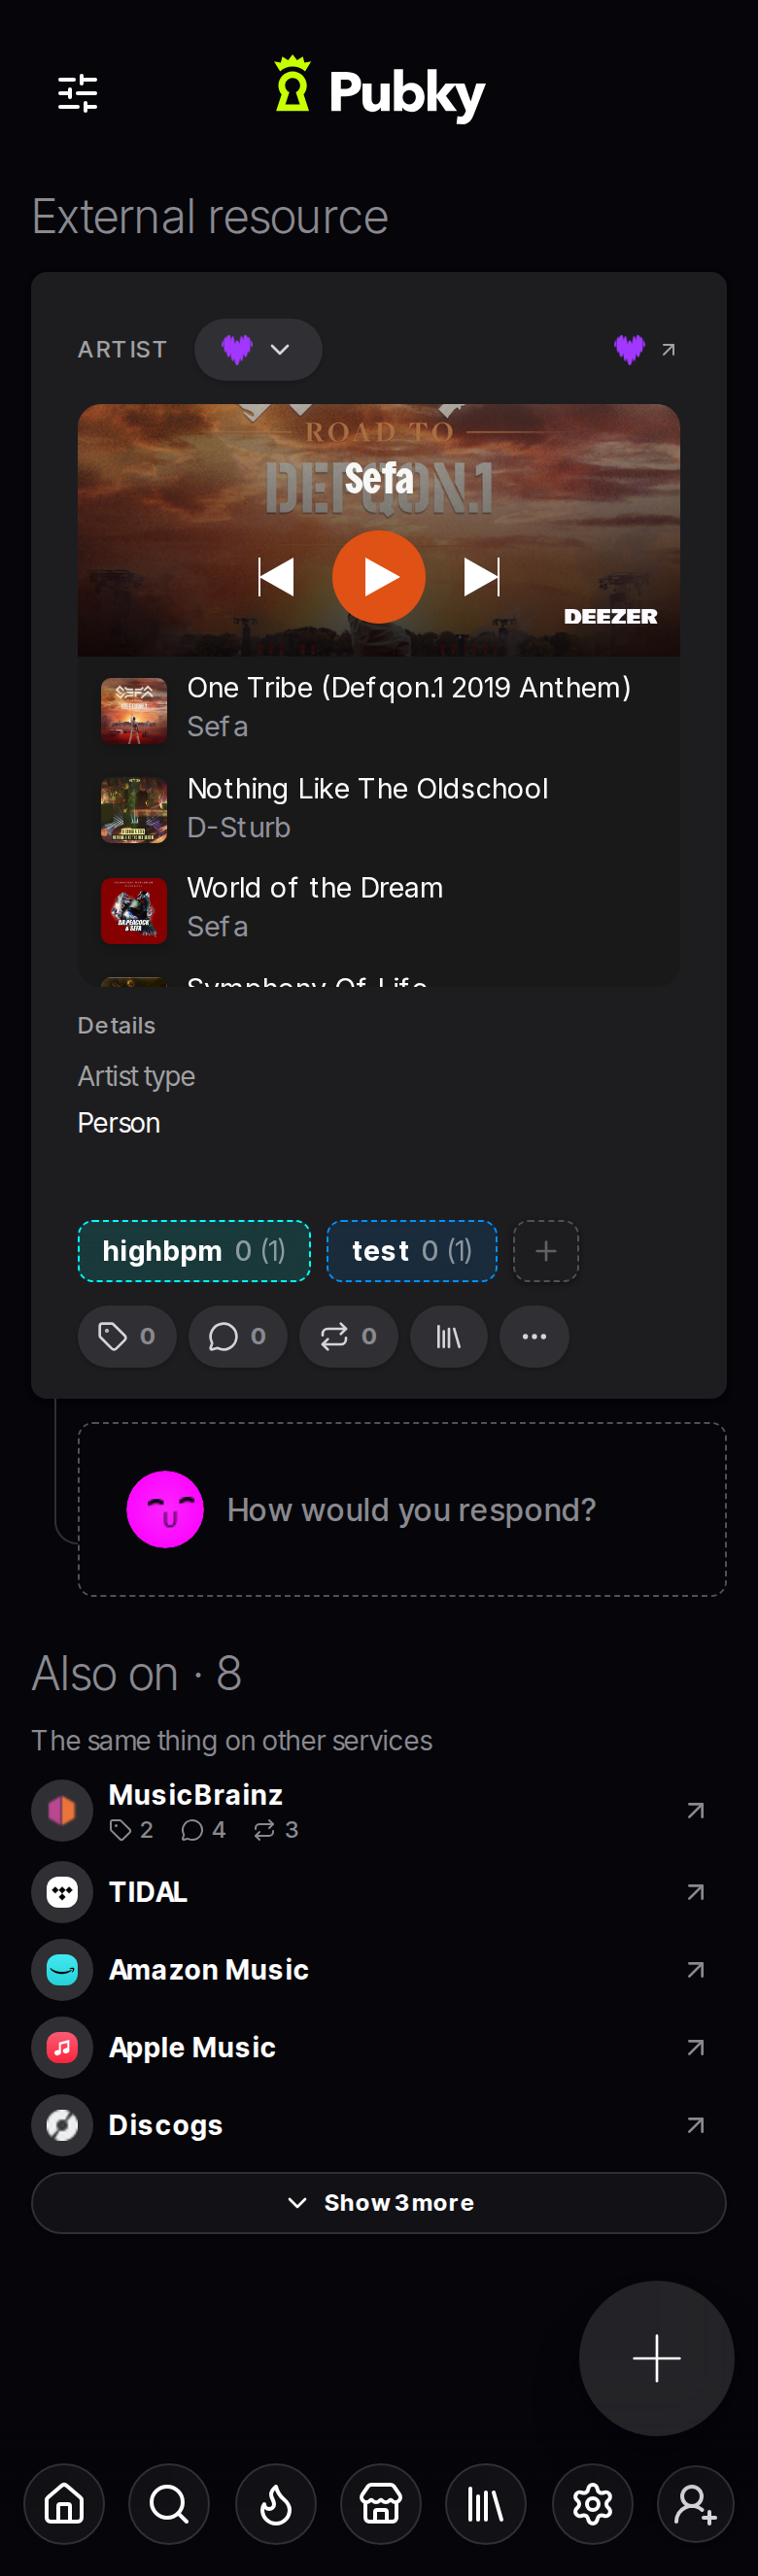 Pubky
External resource
ARTIST
ROAD TO
DEFQON.1
Sefa
DEEZER
One Tribe (Defqon.1 2019 Anthem)
Sefa
Nothing Like The Oldschool
D-Sturb
World of the Dream
Sefa
Symphony Of Life
Details
Artist type
Person
highbpm 0 (1)
test 0 (1)
0
0
0
How would you respond?
Also on · 8
The same thing on other services
MusicBrainz
2 4 3
TIDAL
Amazon Music
Apple Music
Discogs
Show 3 more